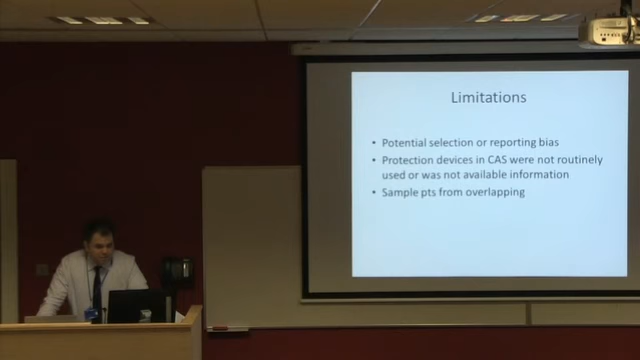 Limitations
• Potential selection or reporting bias
• Protection devices in CAS were not routinely
used or was not available information
• Sample pts from overlapping